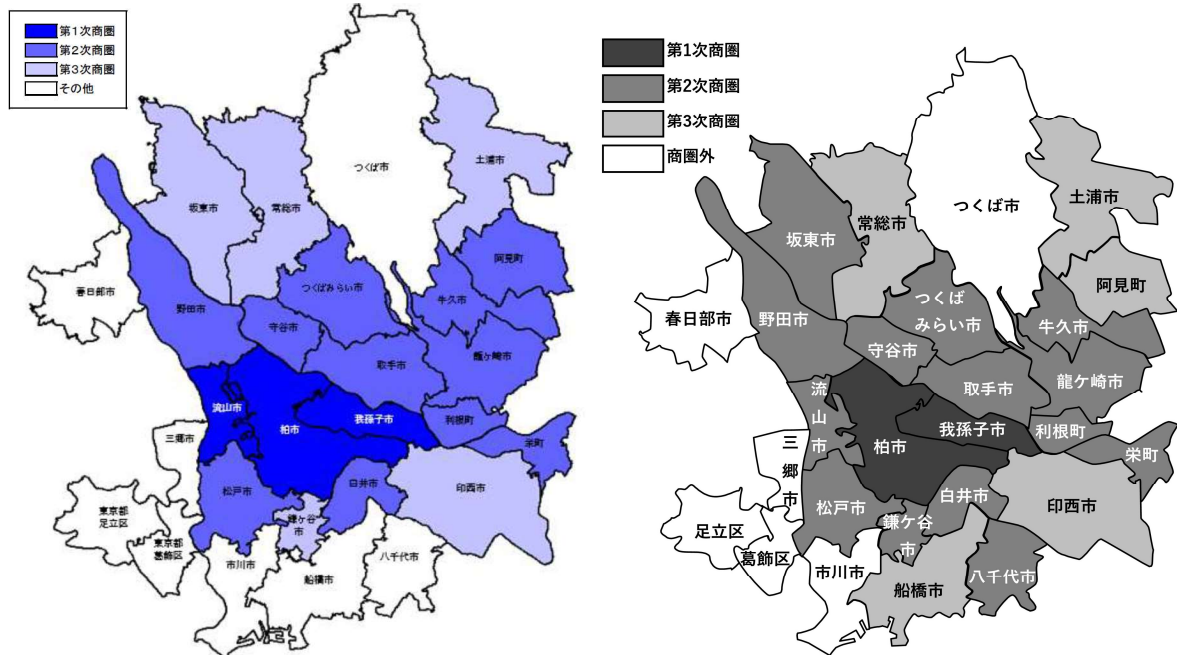 第1次商圏
第2次商圏
第3次商圏
その他
つくば市
土浦市
坂東市
常総市
阿見町
つくばみらい市
牛久市
春日部市
野田市
守谷市
取手市
龍ヶ崎市
流山市
我孫子市
柏市
利根町
栄町
三郷市
松戸市
白井市
印西市
東京都
足立区
鎌ヶ谷
市
東京都
葛飾区
市川市
船橋市
八千代市
第1次商圏
第2次商圏
第3次商圏
商圏外
つくば市
土浦市
常総市
坂東市
阿見町
つくば
みらい市
牛久市
春日部市
野田市
守谷市
取手市
龍ケ崎市
流
山
市
我孫子市
利根町
柏市
栄町
三
郷
市
松戸市
白井市
印西市
鎌ケ谷
市
足立区
葛飾区
市川市
船橋市
八千代市